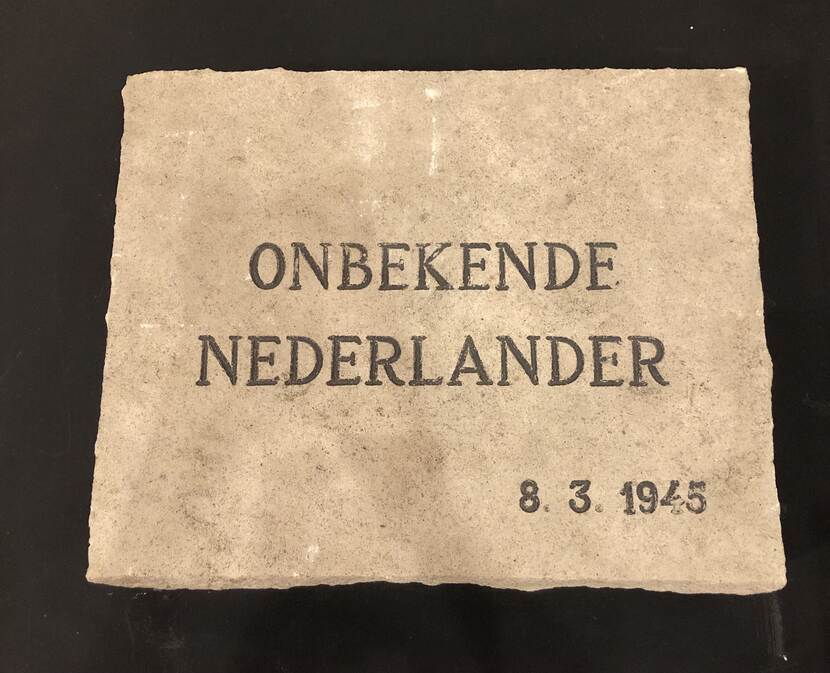 ONBEKENDE
NEDERLANDER
8. 3. 1945